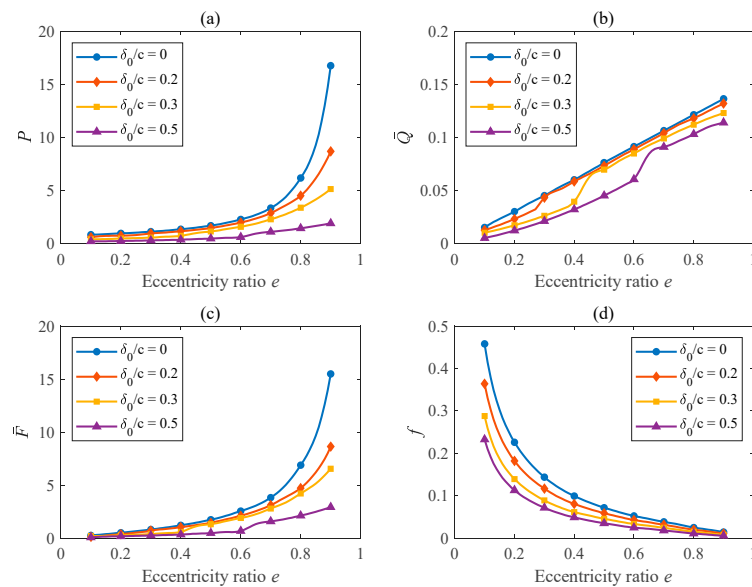 (a)
20
15
10
5
0
P
δ0/c = 0
δ0/c = 0.2
δ0/c = 0.3
δ0/c = 0.5
0 0.2 0.4 0.6 0.8 1
Eccentricity ratio e
(b)
0.2
0.15
0.1
0.05
0
Q̄
δ0/c = 0
δ0/c = 0.2
δ0/c = 0.3
δ0/c = 0.5
0 0.2 0.4 0.6 0.8 1
Eccentricity ratio e
(c)
20
15
10
5
0
F̄
δ0/c = 0
δ0/c = 0.2
δ0/c = 0.3
δ0/c = 0.5
0 0.2 0.4 0.6 0.8 1
Eccentricity ratio e
(d)
0.5
0.4
0.3
0.2
0.1
0
f
δ0/c = 0
δ0/c = 0.2
δ0/c = 0.3
δ0/c = 0.5
0 0.2 0.4 0.6 0.8 1
Eccentricity ratio e